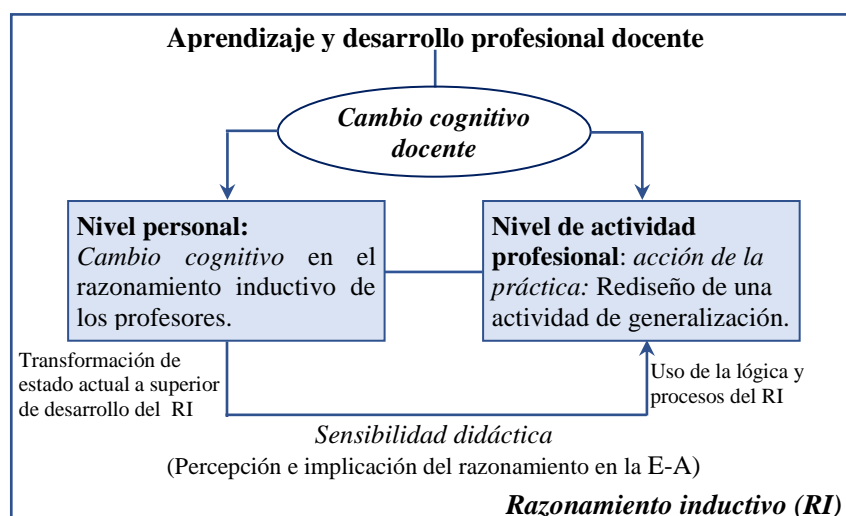 Aprendizaje y desarrollo profesional docente
Cambio cognitivo
docente
Nivel personal:
Cambio cognitivo en el
razonamiento inductivo de
los profesores.
Nivel de actividad
profesional: acción de la
práctica: Rediseño de una
actividad de generalización.
Transformación de
estado actual a superior
de desarrollo del RI
Uso de la lógica y
procesos del RI
Sensibilidad didáctica
(Percepción e implicación del razonamiento en la E-A)
Razonamiento inductivo (RI)